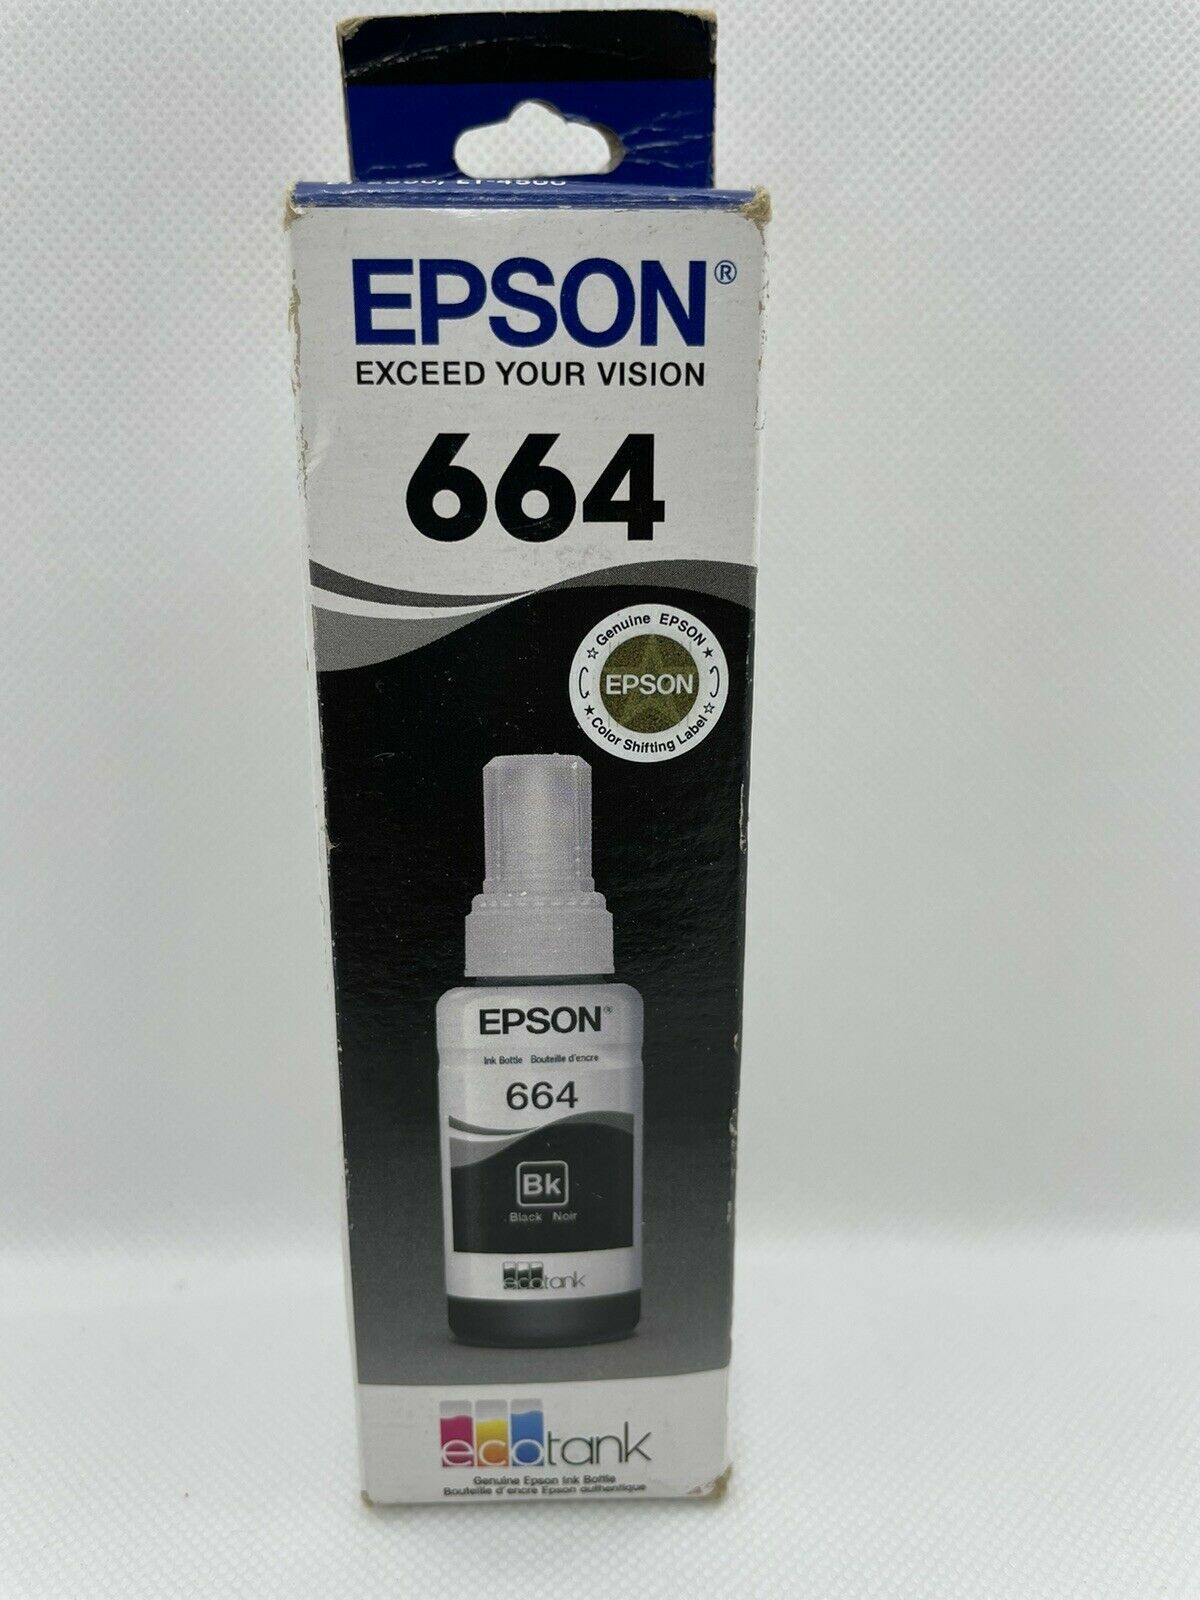 EPSON®
EXCEED YOUR VISION
664
Genuine EPSON
EPSON
Color Shifting Label
EPSON®
Ink Bottle Bouteille d'encre
664
Bk
Black Noir
ecotank
ecotank
Genuine Epson Ink Bottle
Bouteille d'encre Epson authentique